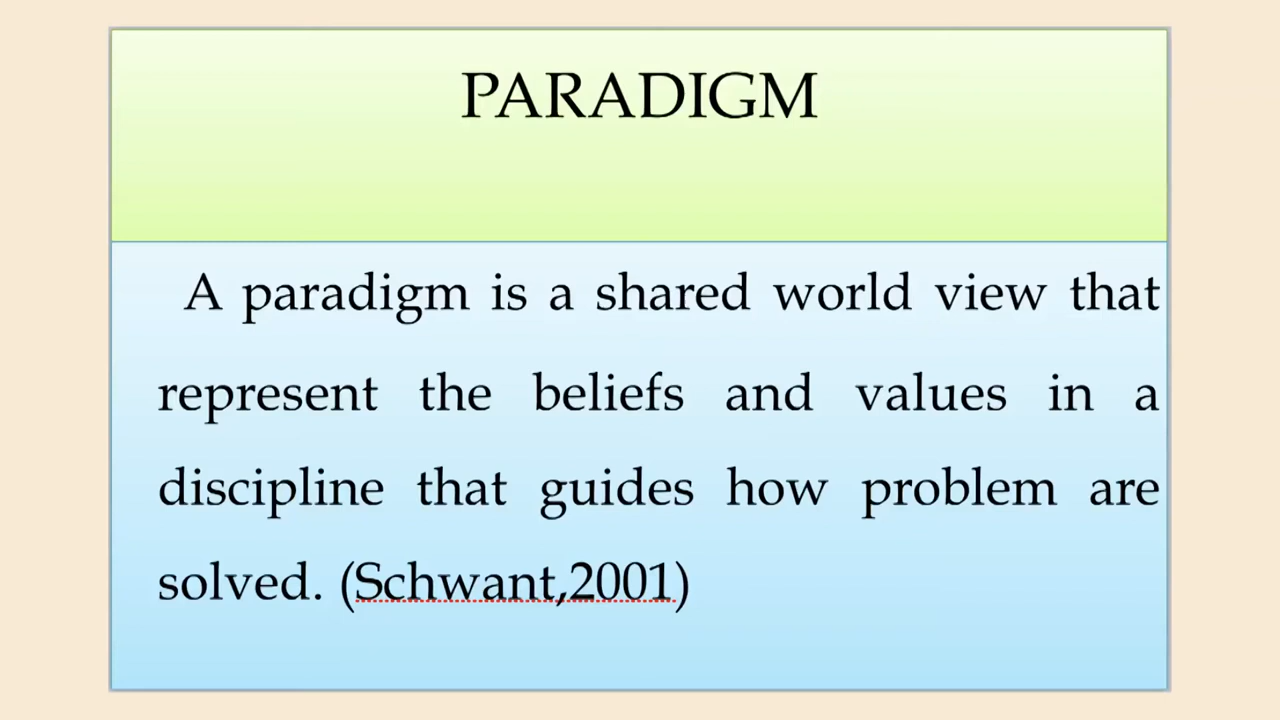 PARADIGM
A paradigm is a shared world view that
represent the beliefs and values in a
discipline that guides how problem are
solved. (Schwant,2001)